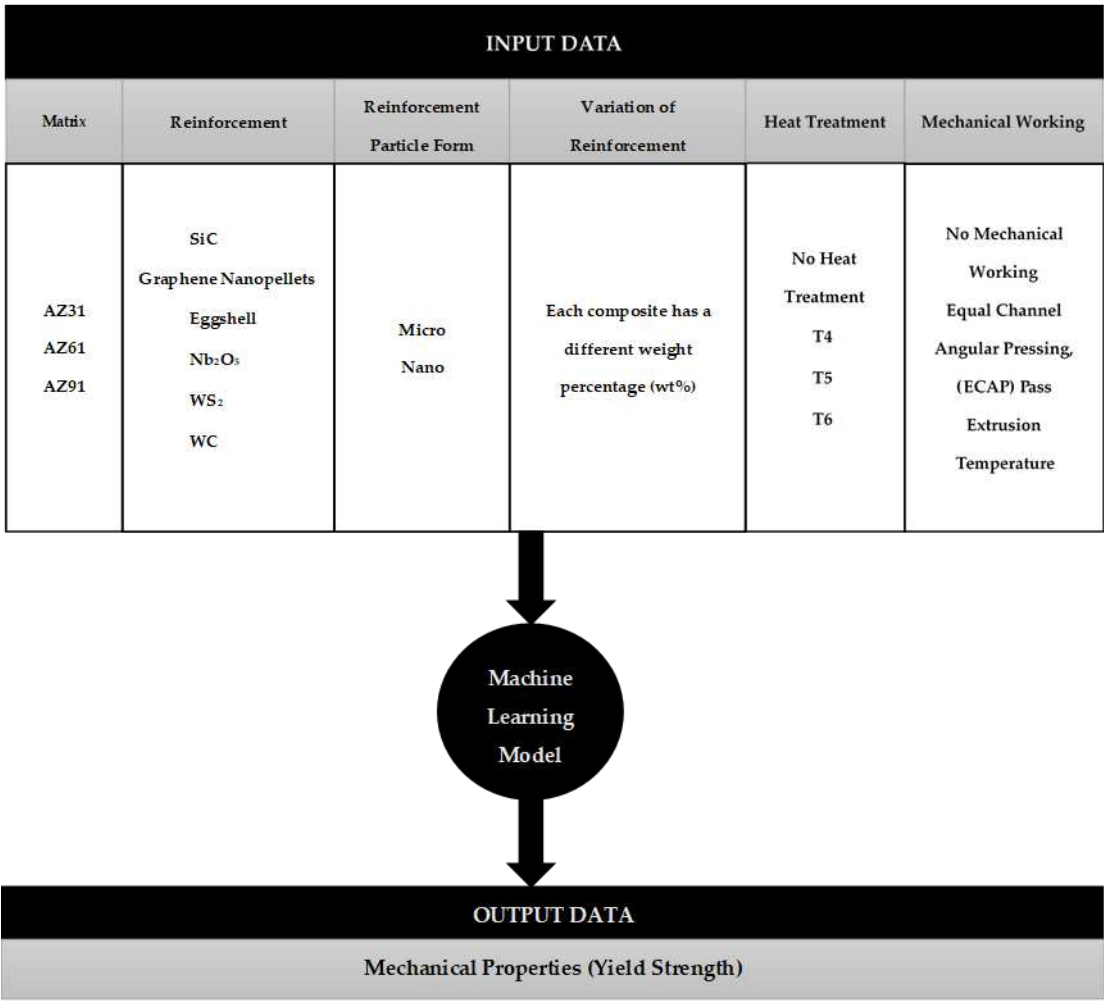 INPUT DATA
Matrix
Reinforcement
Reinforcement
Particle Form
Variation of
Reinforcement
Heat Treatment
Mechanical Working
AZ31
AZ61
AZ91
SiC
Graphene Nanopellets
Eggshell
Nb₂O₅
WS₂
WC
Micro
Nano
Each composite has a
different weight
percentage (wt%)
No Heat
Treatment
T4
T5
T6
No Mechanical
Working
Equal Channel
Angular Pressing,
(ECAP) Pass
Extrusion
Temperature
Machine
Learning
Model
OUTPUT DATA
Mechanical Properties (Yield Strength)